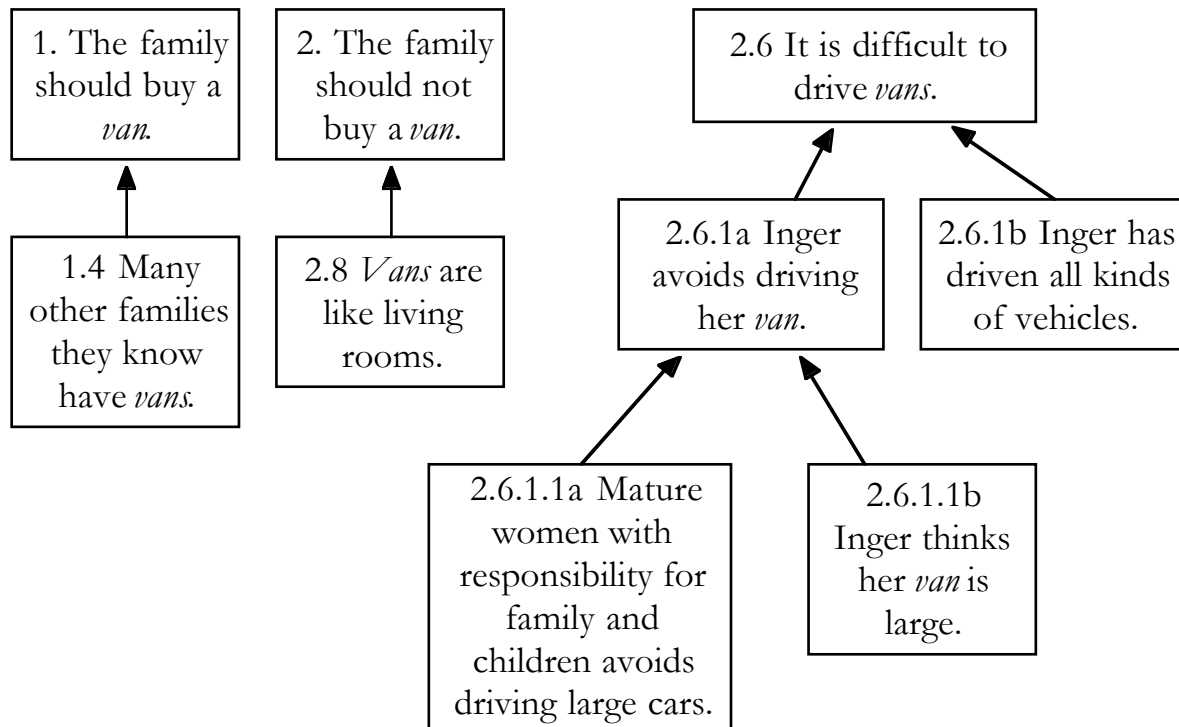 1. The family
should buy a
van.
2. The family
should not
buy a van.
2.6 It is difficult to
drive vans.
1.4 Many
other families
they know
have vans.
2.8 Vans are
like living
rooms.
2.6.1a Inger
avoids driving
her van.
2.6.1b Inger has
driven all kinds
of vehicles.
2.6.1.1a Mature
women with
responsibility for
family and
children avoids
driving large cars.
2.6.1.1b
Inger thinks
her van is
large.